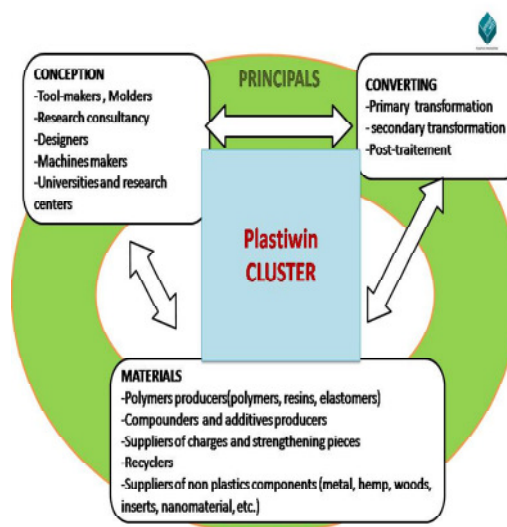 CONCEPTION
-Tool-makers , Molders
-Research consultancy
-Designers
-Machines makers
-Universities and research
centers
PRINCIPALS
CONVERTING
-Primary transformation
- secondary transformation
-Post-traitement
Plastiwin
CLUSTER
MATERIALS
-Polymers producers(polymers, resins, elastomers)
-Compounders and additives producers
-Suppliers of charges and strengthening pieces
-Recyclers
-Suppliers of non plastics components (metal, hemp, woods,
inserts, nanomaterial, etc.)